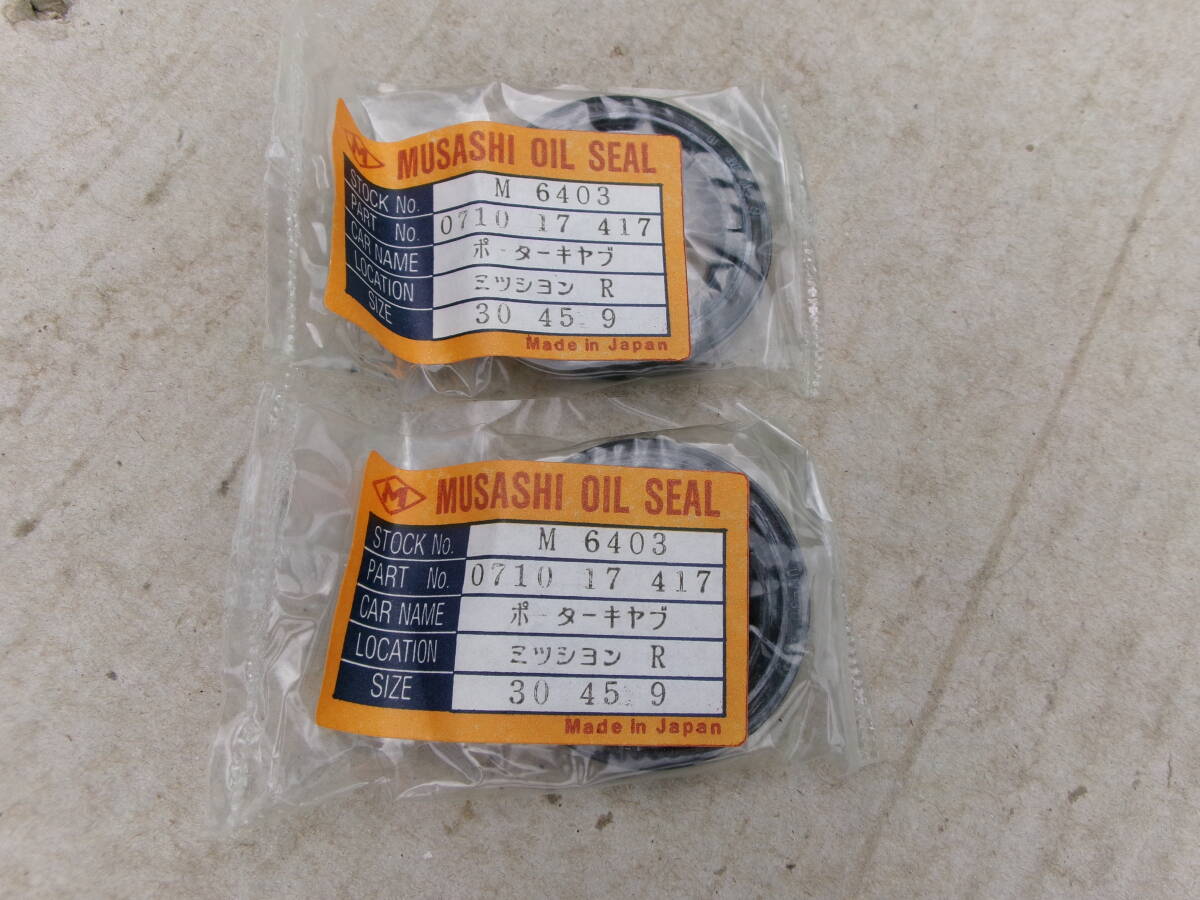 M MUSASHI OIL SEAL
STOCK No. M 6403
PART No. 0710 17 417
CAR NAME ポ-ターキヤブ
LOCATION ミツシヨン R
SIZE 30 45 9
Made in Japan
M MUSASHI OIL SEAL
STOCK No. M 6403
PART No. 0710 17 417
CAR NAME ポ-ターキヤブ
LOCATION ミツシヨン R
SIZE 30 45 9
Made in Japan